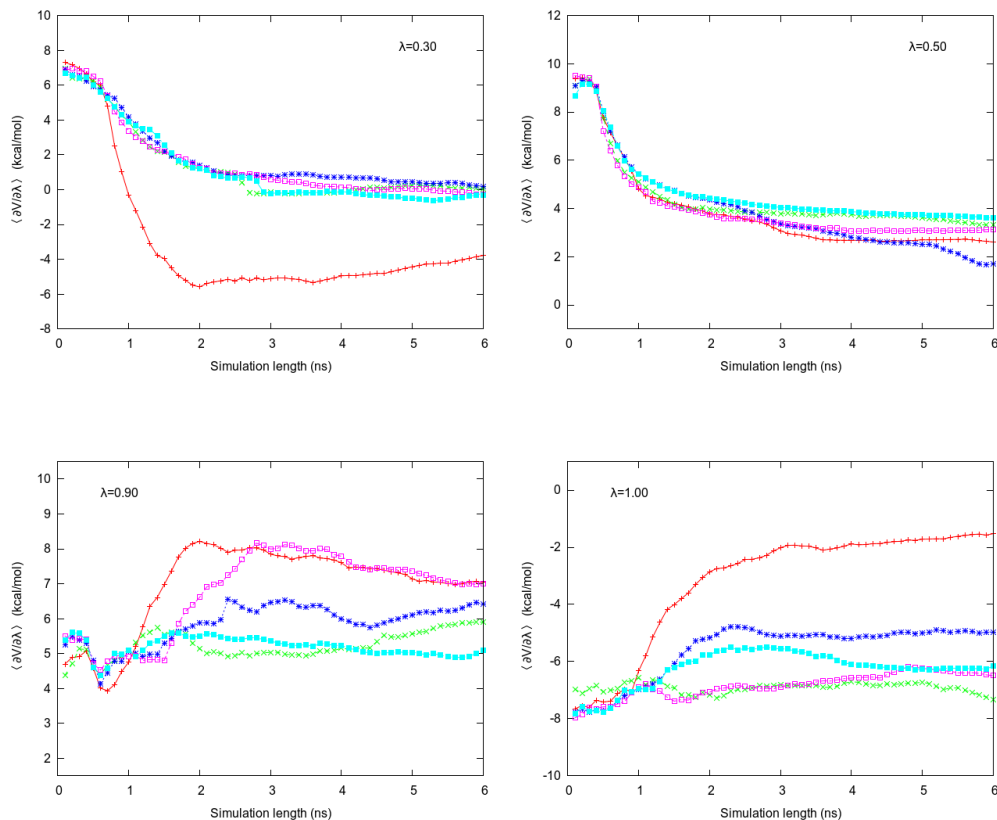 10
8
6
4
2
0
-2
-4
-6
-8
0 1 2 3 4 5 6
⟨ ∂V/∂λ ⟩ (kcal/mol)
Simulation length (ns)
λ=0.30
12
10
8
6
4
2
0
0 1 2 3 4 5 6
⟨ ∂V/∂λ ⟩ (kcal/mol)
Simulation length (ns)
λ=0.50
10
9
8
7
6
5
4
3
2
0 1 2 3 4 5 6
⟨ ∂V/∂λ ⟩ (kcal/mol)
Simulation length (ns)
λ=0.90
0
-2
-4
-6
-8
-10
0 1 2 3 4 5 6
⟨ ∂V/∂λ ⟩ (kcal/mol)
Simulation length (ns)
λ=1.00